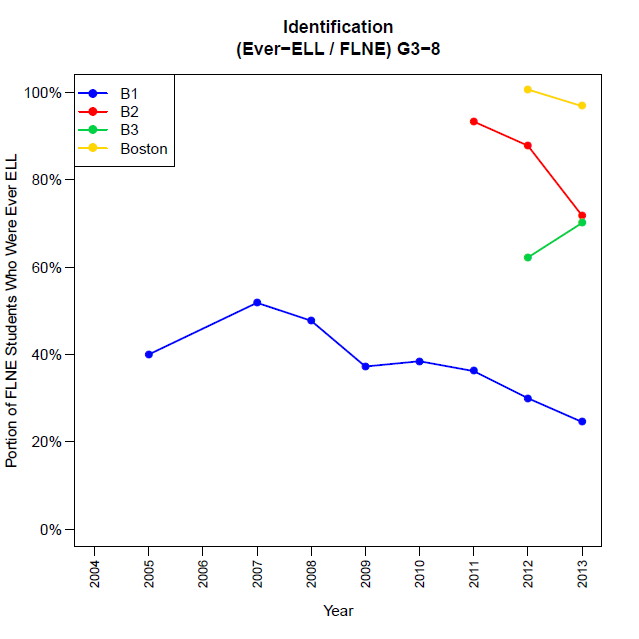 Identification
(Ever−ELL / FLNE) G3−8
B1
B2
B3
Boston
Portion of FLNE Students Who Were Ever ELL
100%
80%
60%
40%
20%
0%
2004
2005
2006
2007
2008
2009
2010
2011
2012
2013
Year